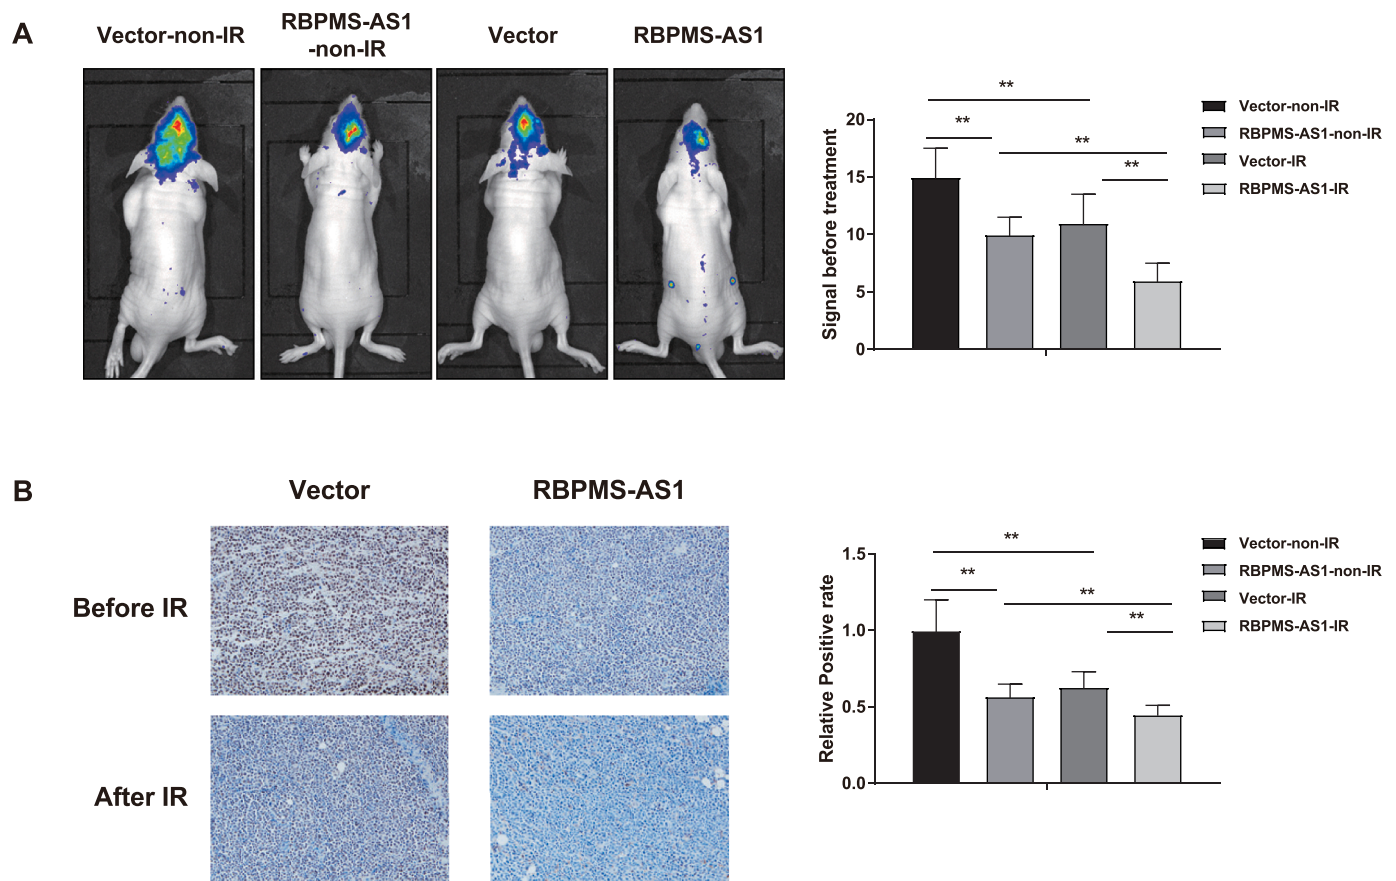 A
Vector-non-IR
RBPMS-AS1
-non-IR
Vector
RBPMS-AS1
Signal before treatment
20
15
10
5
0
**
**
**
**
Vector-non-IR
RBPMS-AS1-non-IR
Vector-IR
RBPMS-AS1-IR
B
Vector
RBPMS-AS1
Before IR
After IR
Relative Positive rate
1.5
1.0
0.5
0.0
**
**
**
**
Vector-non-IR
RBPMS-AS1-non-IR
Vector-IR
RBPMS-AS1-IR